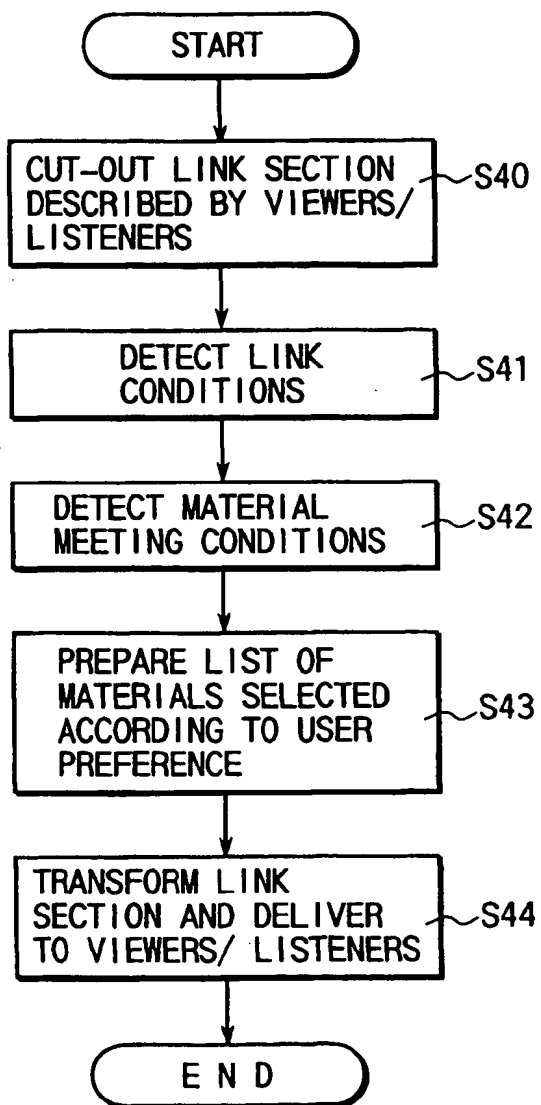 START
CUT-OUT LINK SECTION
DESCRIBED BY VIEWERS/
LISTENERS
S40
DETECT LINK
CONDITIONS
S41
DETECT MATERIAL
MEETING CONDITIONS
S42
PREPARE LIST OF
MATERIALS SELECTED
ACCORDING TO USER
PREFERENCE
S43
TRANSFORM LINK
SECTION AND DELIVER
TO VIEWERS/ LISTENERS
S44
END